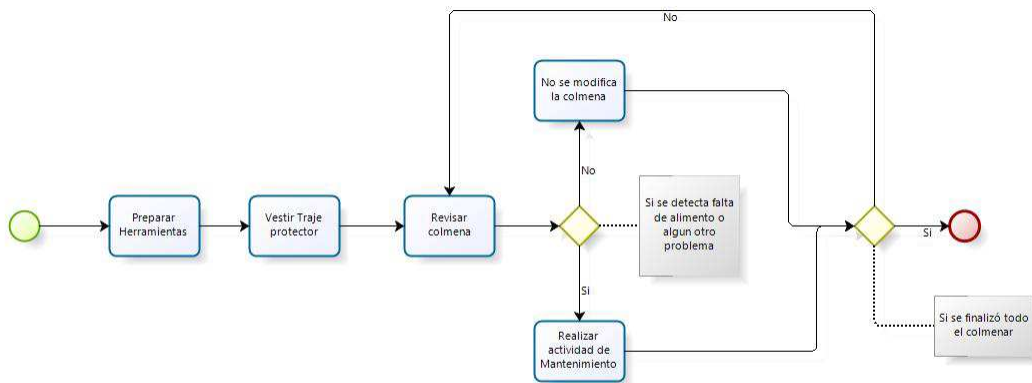 No
No se modifica
la colmena
No
Preparar
Herramientas
Vestir Traje
protector
Revisar
colmena
Si se detecta falta
de alimento o
algun otro
problema
Si
Si
Realizar
actividad de
Mantenimiento
Si se finalizó todo
el colmenar